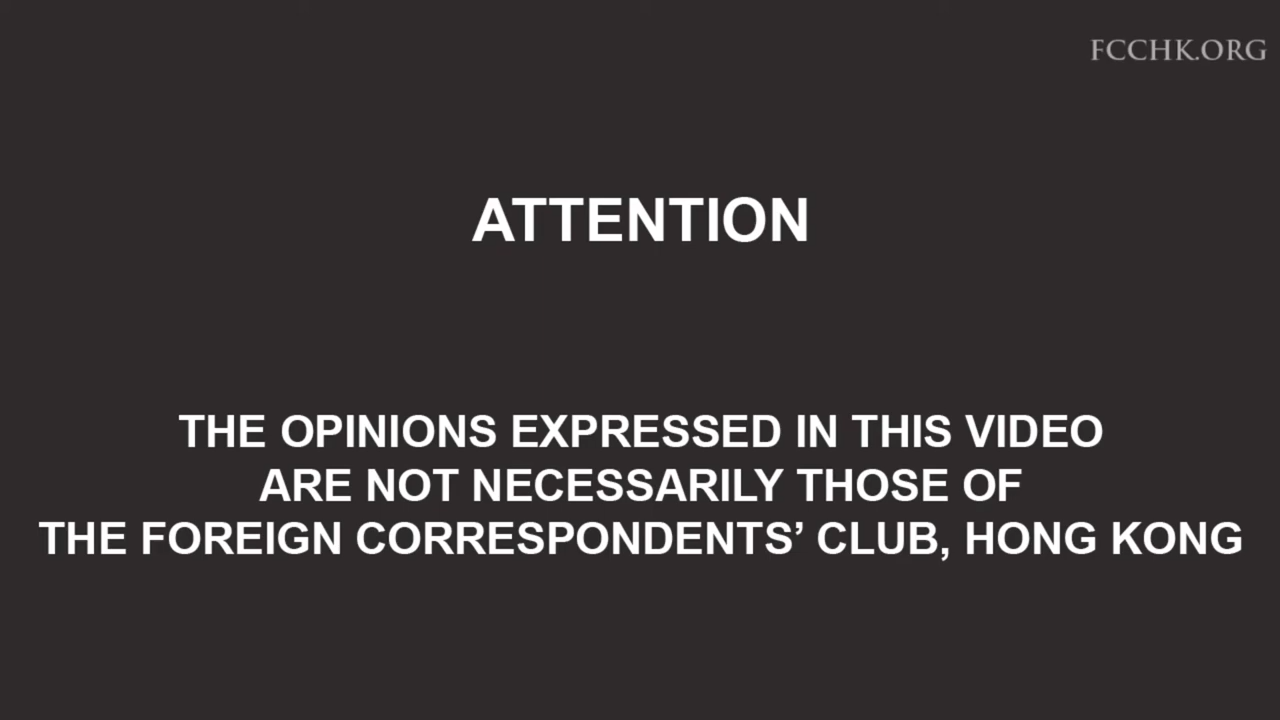 FCCHK.ORG
ATTENTION
THE OPINIONS EXPRESSED IN THIS VIDEO
ARE NOT NECESSARILY THOSE OF
THE FOREIGN CORRESPONDENTS’ CLUB, HONG KONG